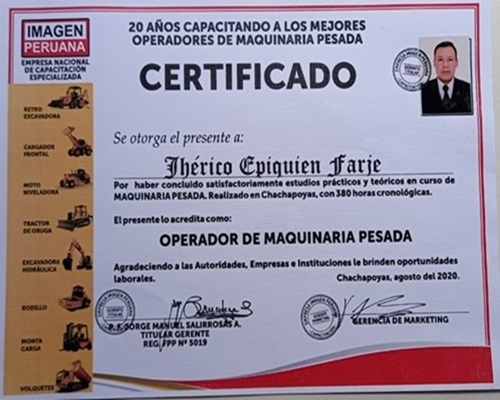 IMAGEN
PERUANA
EMPRESA NACIONAL
DE CAPACITACIÓN
ESPECIALIZADA
20 AÑOS CAPACITANDO A LOS MEJORES
OPERADORES DE MAQUINARIA PESADA
CERTIFICADO
RETRO
EXCAVADORA
CARGADOR
FRONTAL
MOTO
NIVELADORA
TRACTOR
DE ORUGA
EXCAVADORA
HIDRÁULICA
RODILLO
MONTA
CARGA
VOLQUETES
Se otorga el presente a:
Jhérico Epiquien Farje
Por haber concluido satisfactoriamente estudios prácticos y teóricos en curso de
MAQUINARIA PESADA. Realizado en Chachapoyas, con 380 horas cronológicas.
El presente lo acredita como:
OPERADOR DE MAQUINARIA PESADA
Agradeciendo a las Autoridades, Empresas e Instituciones le brinden oportunidades
laborales.
Chachapoyas, agosto del 2020.
P. F. JORGE MANUEL SALIRROSAS A.
TITULAR GERENTE
REG. FPP Nº 5019
GERENCIA DE MARKETING